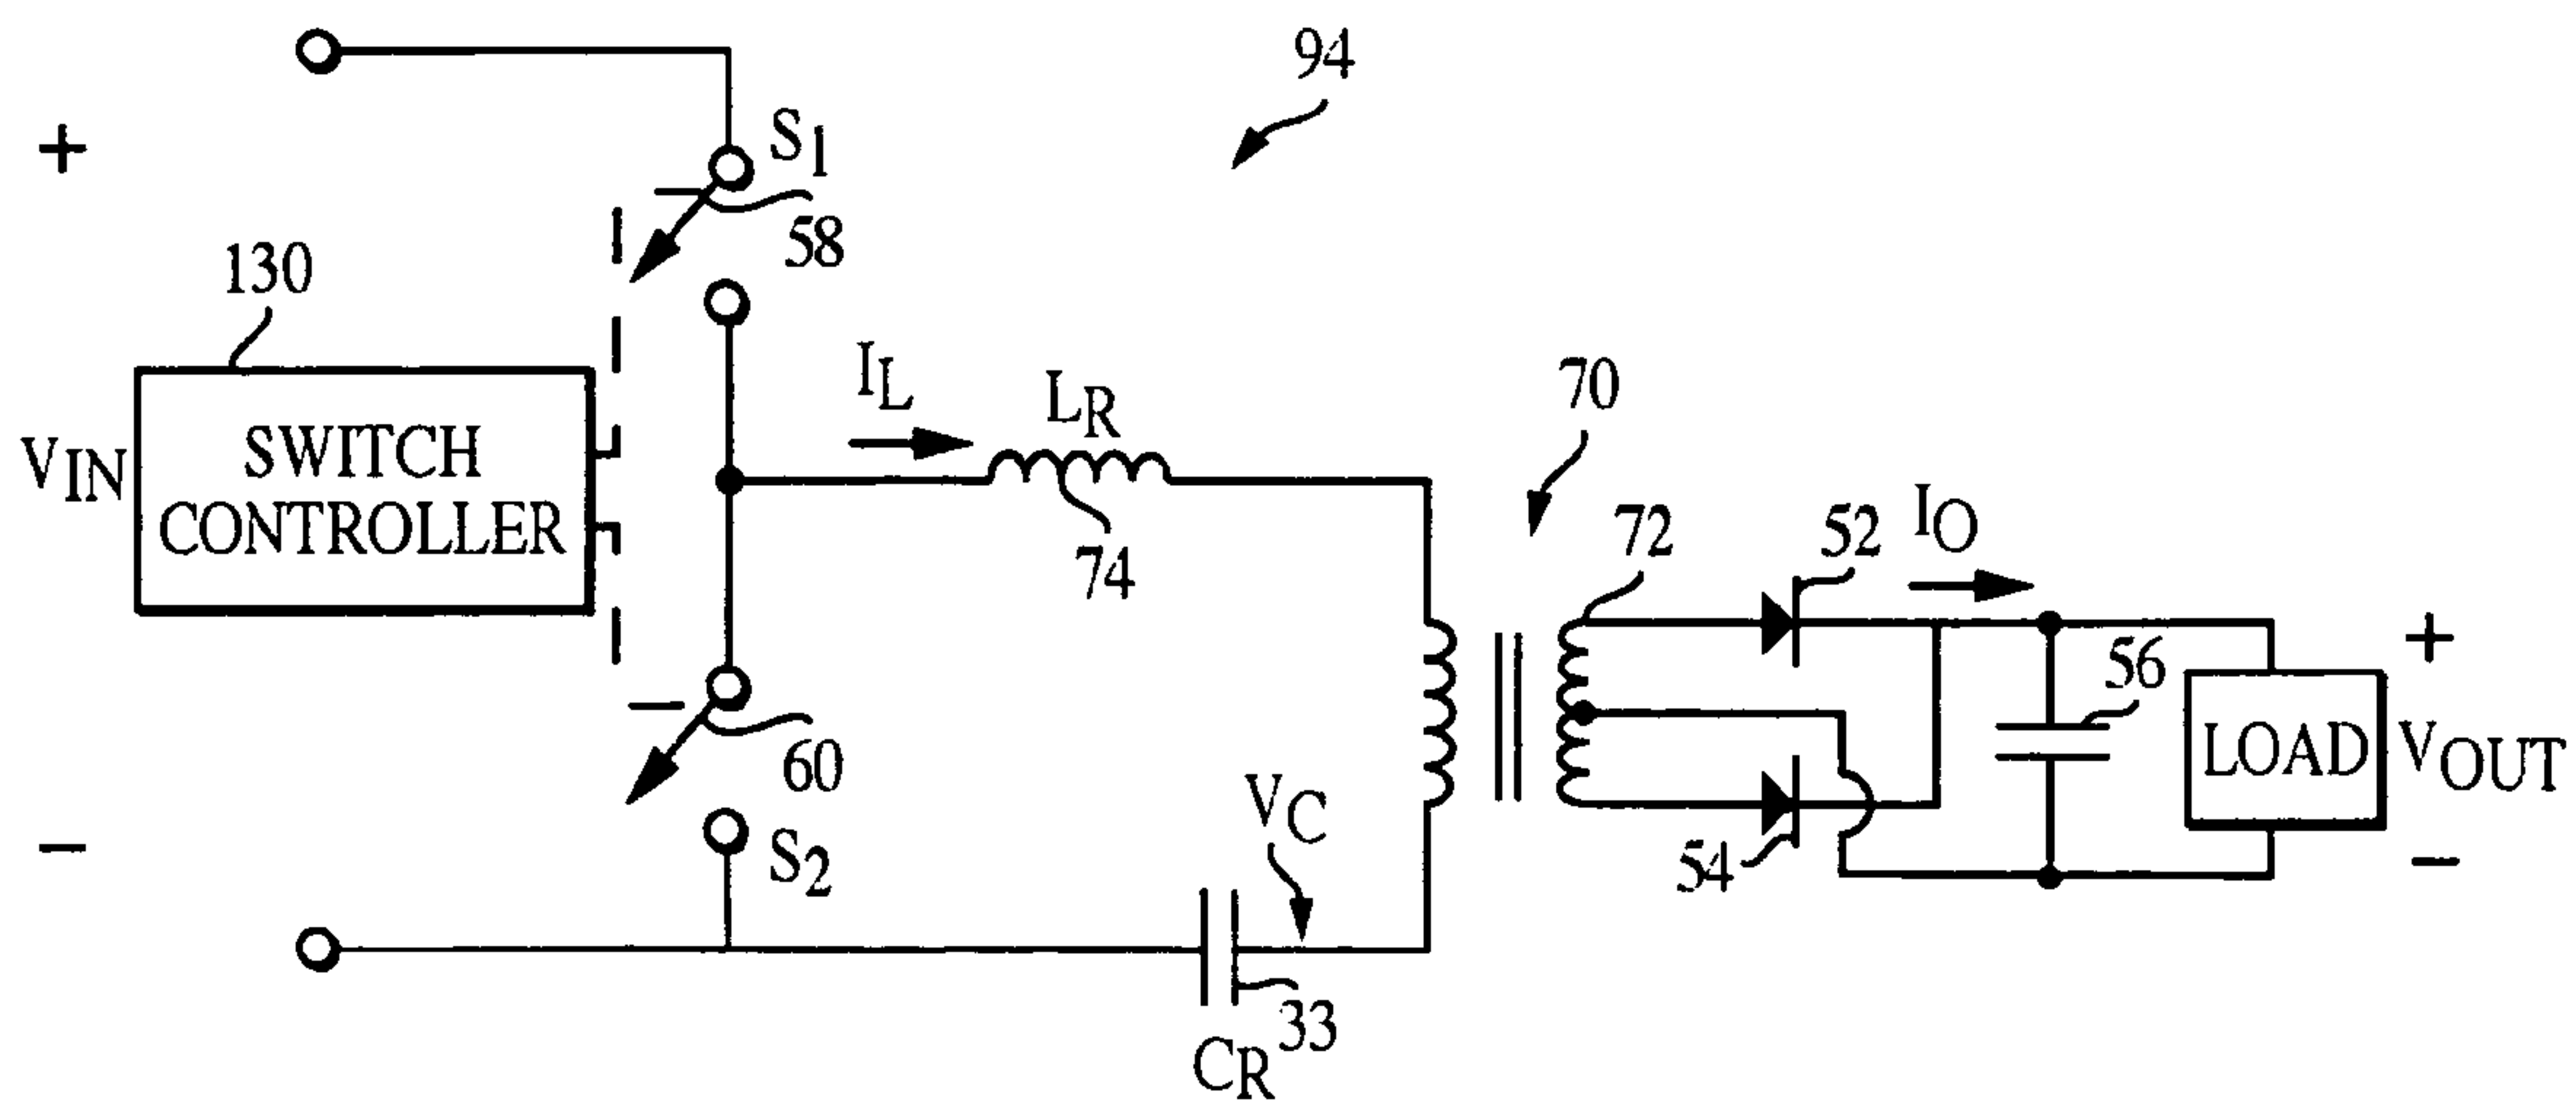 94
+
S1
58
130
IL
LR
70
VIN
SWITCH
CONTROLLER
74
72
52
IO
+
56
LOAD
VOUT
60
VC
54
−
S2
−
33
CR